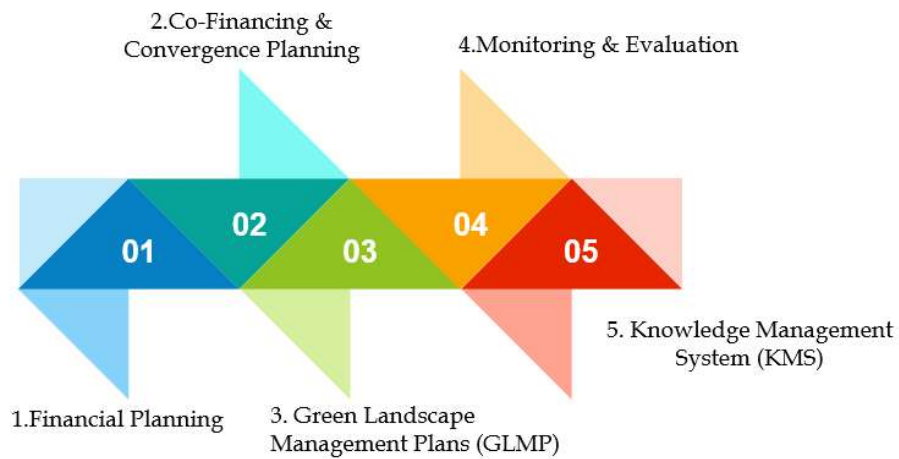 2.Co-Financing &
Convergence Planning
4.Monitoring & Evaluation
01
02
03
04
05
1.Financial Planning
3. Green Landscape
Management Plans (GLMP)
5. Knowledge Management
System (KMS)